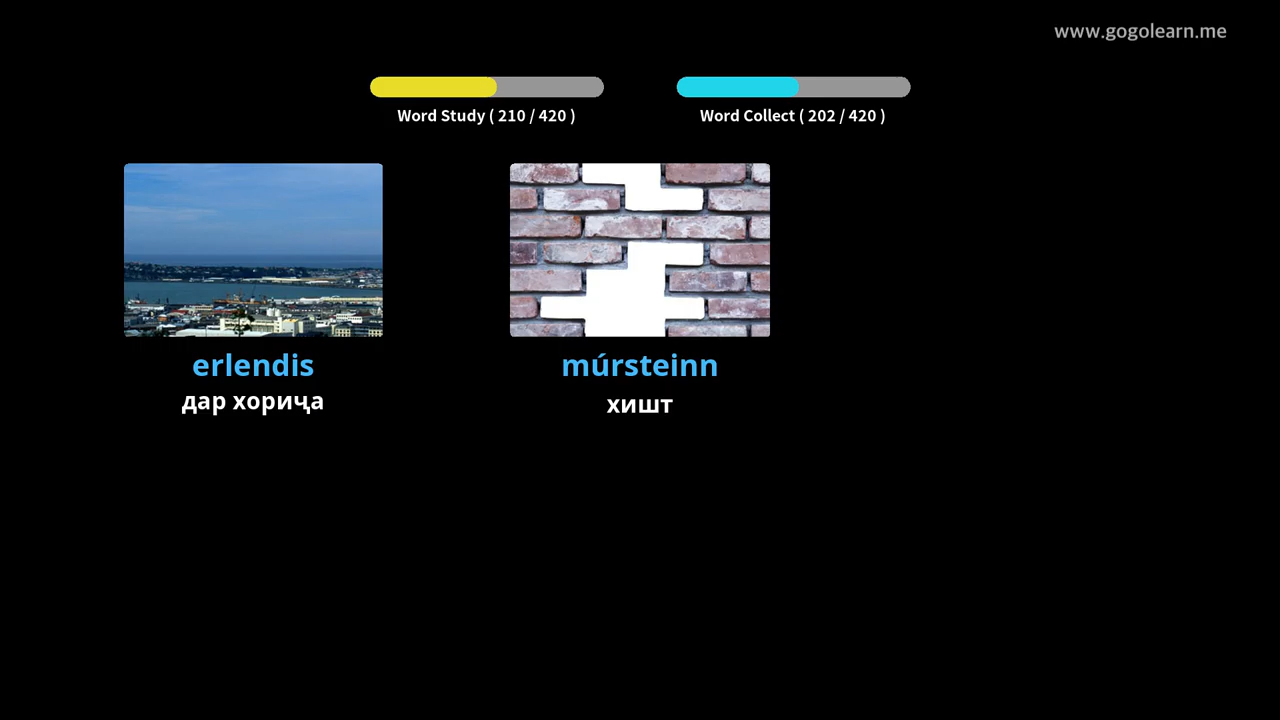 www.gogolearn.me
Word Study ( 210 / 420 )
Word Collect ( 202 / 420 )
erlendis
дар хориҷа
múrsteinn
хишт